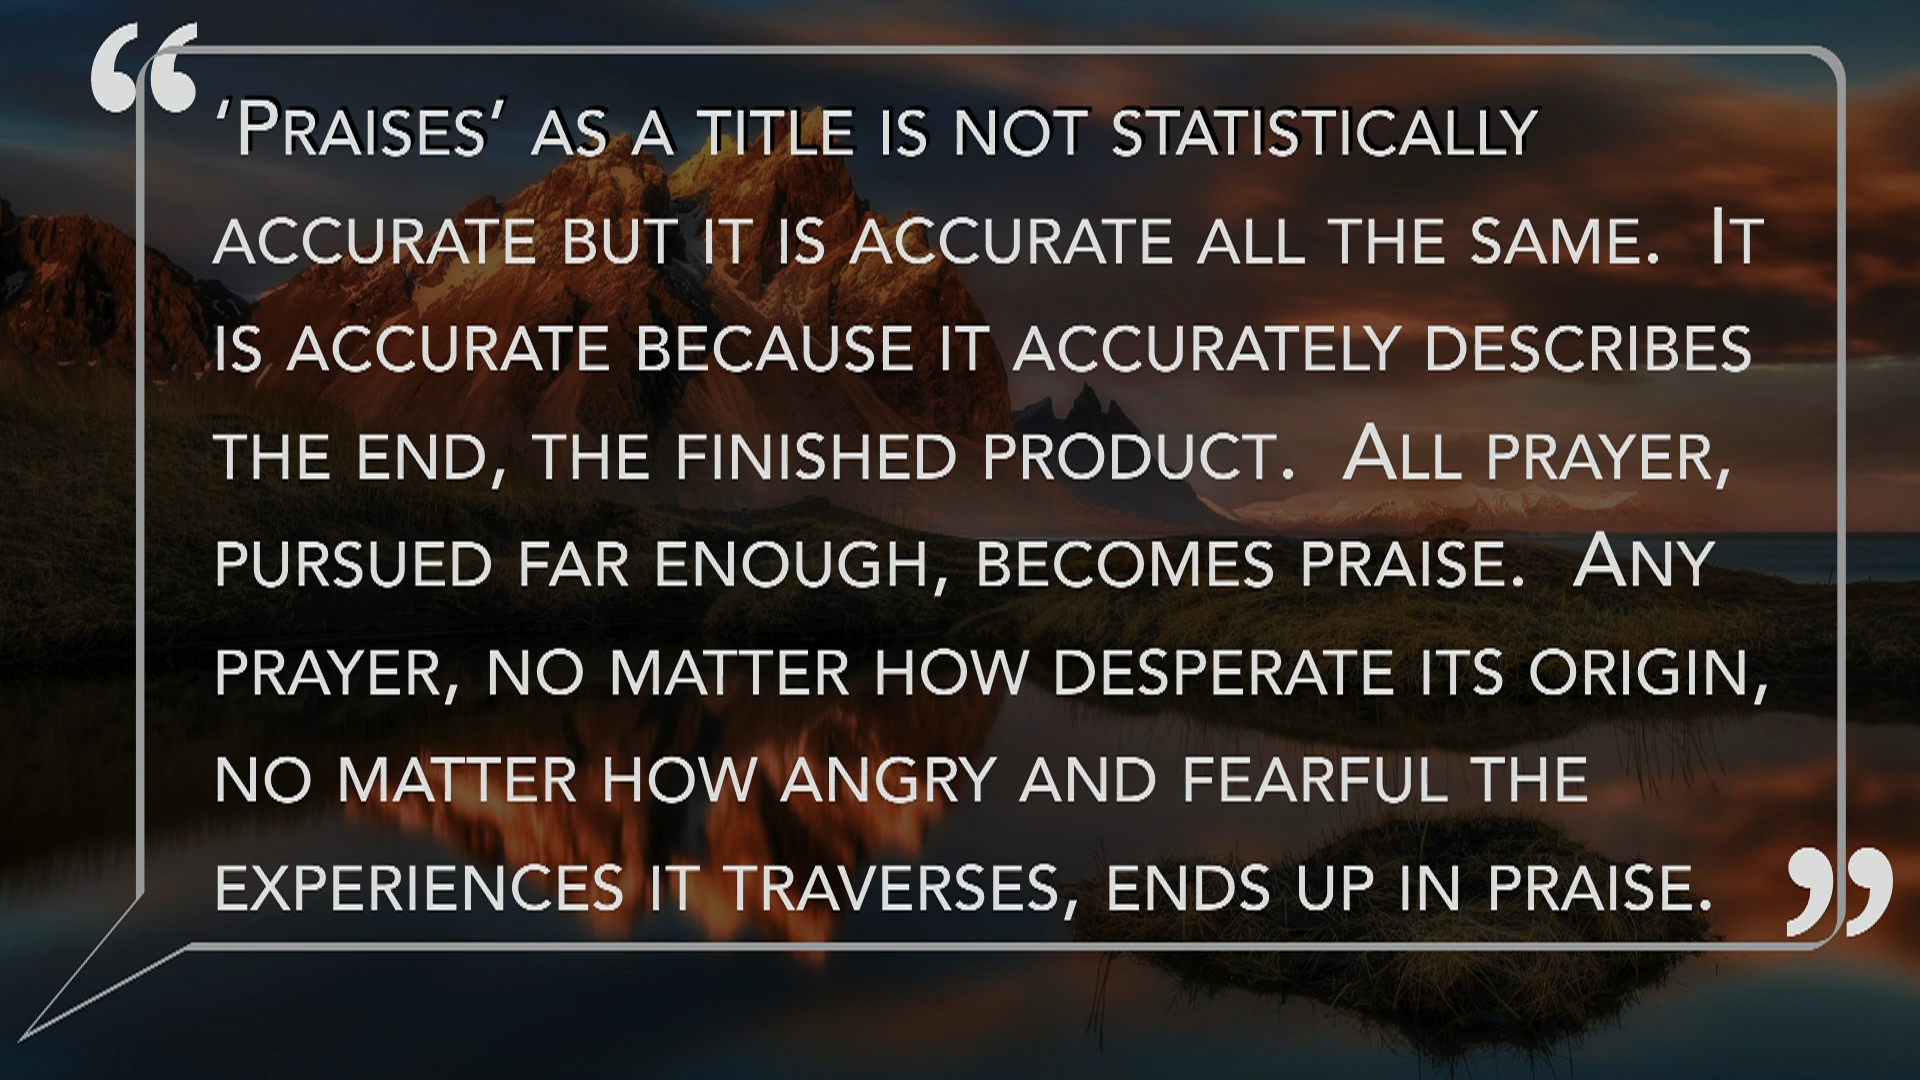 “‘Praises’ as a title is not statistically
accurate but it is accurate all the same.  It
is accurate because it accurately describes
the end, the finished product.  All prayer,
pursued far enough, becomes praise.  Any
prayer, no matter how desperate its origin,
no matter how angry and fearful the
experiences it traverses, ends up in praise.”